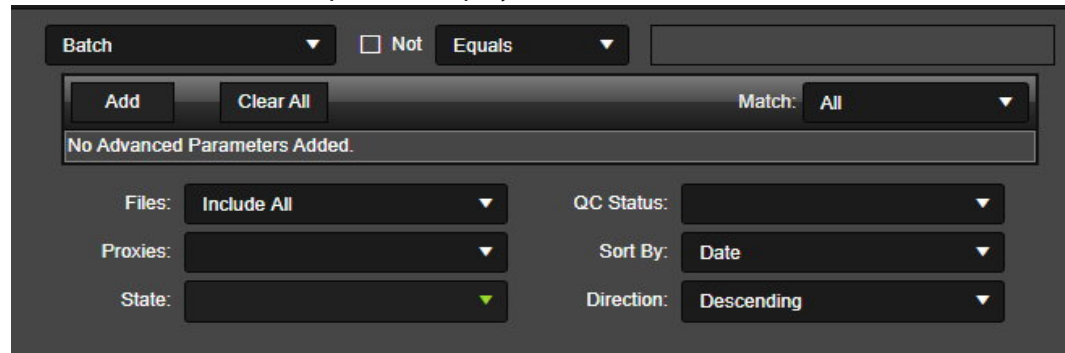 Batch Not Equals
Add Clear All Match: All
No Advanced Parameters Added.
Files: Include All QC Status:
Proxies: Sort By: Date
State: Direction: Descending